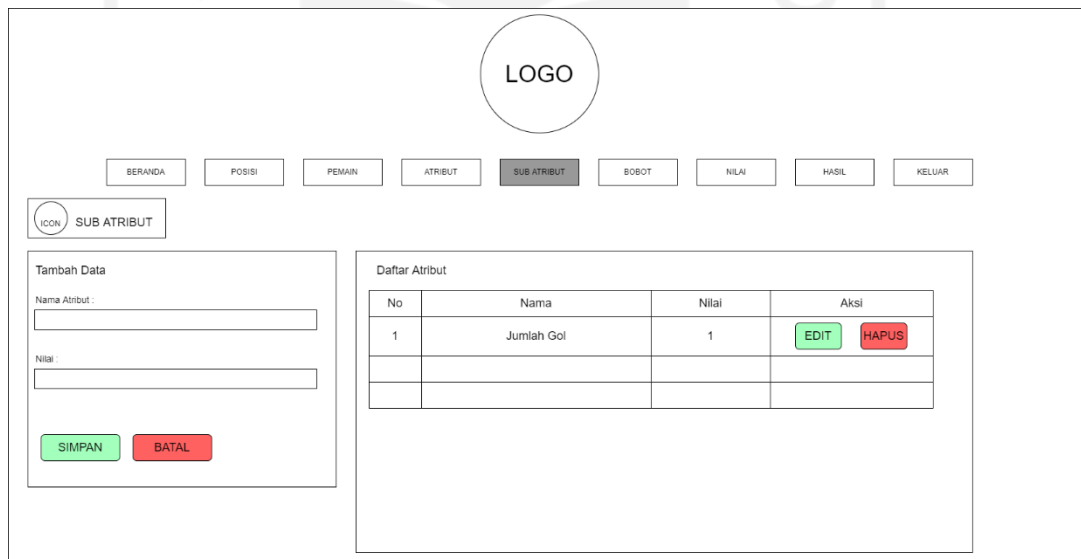 LOGO
BERANDA POSISI PEMAIN ATRIBUT SUB ATRIBUT BOBOT NILAI HASIL KELUAR
ICON SUB ATRIBUT
Tambah Data
Nama Atribut :
Nilai :
SIMPAN BATAL
Daftar Atribut
No Nama Nilai Aksi
1 Jumlah Gol 1 EDIT HAPUS